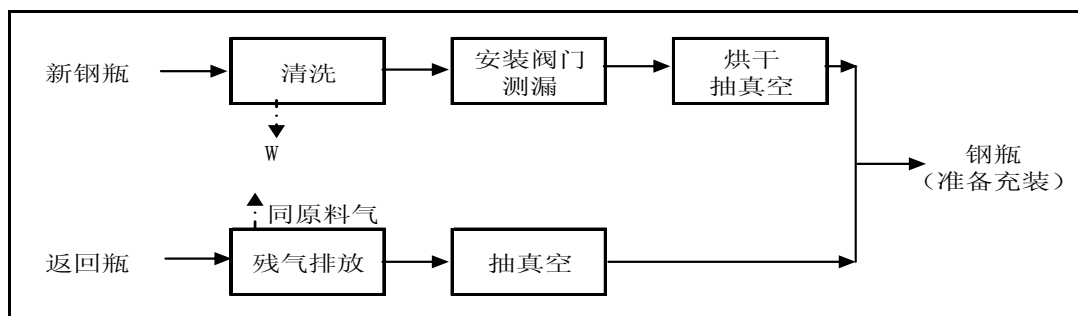 新钢瓶
清洗
安装阀门
测漏
烘干
抽真空
W
钢瓶
（准备充装）
同原料气
返回瓶
残气排放
抽真空